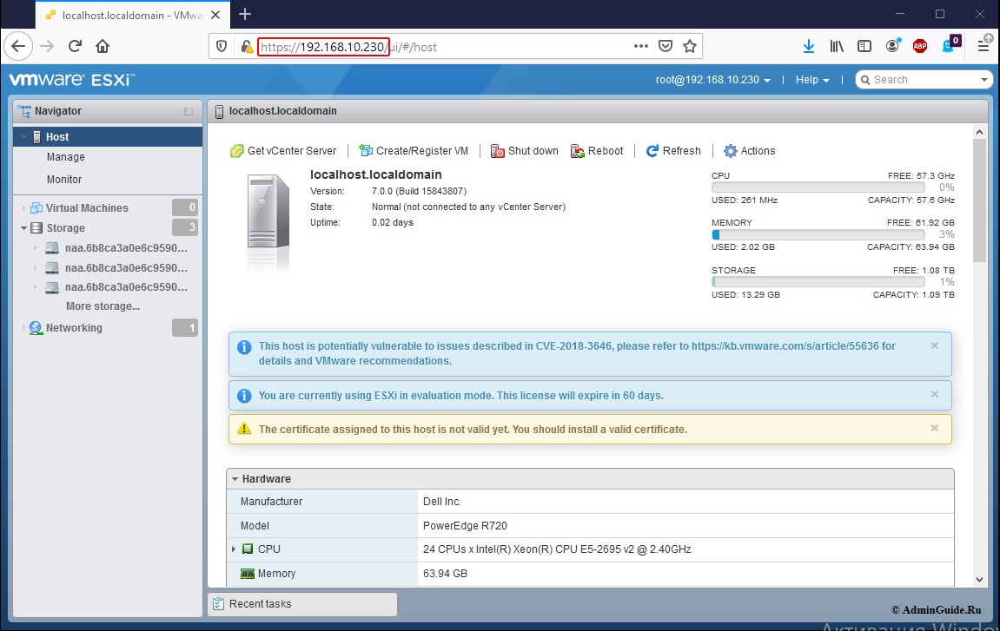 localhost.localdomain - VMwar
https://192.168.10.230/ui/#/host
ABP
0
vmware ESXi™
root@192.168.10.230 | Help | Search
Navigator
Host
Manage
Monitor
Virtual Machines 0
Storage 3
naa.6b8ca3a0e6c9590...
naa.6b8ca3a0e6c9590...
naa.6b8ca3a0e6c9590...
More storage...
Networking 1
localhost.localdomain
Get vCenter Server | Create/Register VM | Shut down Reboot | Refresh | Actions
localhost.localdomain
Version: 7.0.0 (Build 15843807)
State: Normal (not connected to any vCenter Server)
Uptime: 0.02 days
CPU FREE: 57.3 GHz
0%
USED: 261 MHz CAPACITY: 57.6 GHz
MEMORY FREE: 61.92 GB
3%
USED: 2.02 GB CAPACITY: 63.94 GB
STORAGE FREE: 1.08 TB
1%
USED: 13.29 GB CAPACITY: 1.09 TB
This host is potentially vulnerable to issues described in CVE-2018-3646, please refer to https://kb.vmware.com/s/article/55636 for
details and VMware recommendations.
You are currently using ESXi in evaluation mode. This license will expire in 60 days.
The certificate assigned to this host is not valid yet. You should install a valid certificate.
Hardware
Manufacturer Dell Inc.
Model PowerEdge R720
CPU 24 CPUs x Intel(R) Xeon(R) CPU E5-2695 v2 @ 2.40GHz
Memory 63.94 GB
Recent tasks
© AdminGuide.Ru